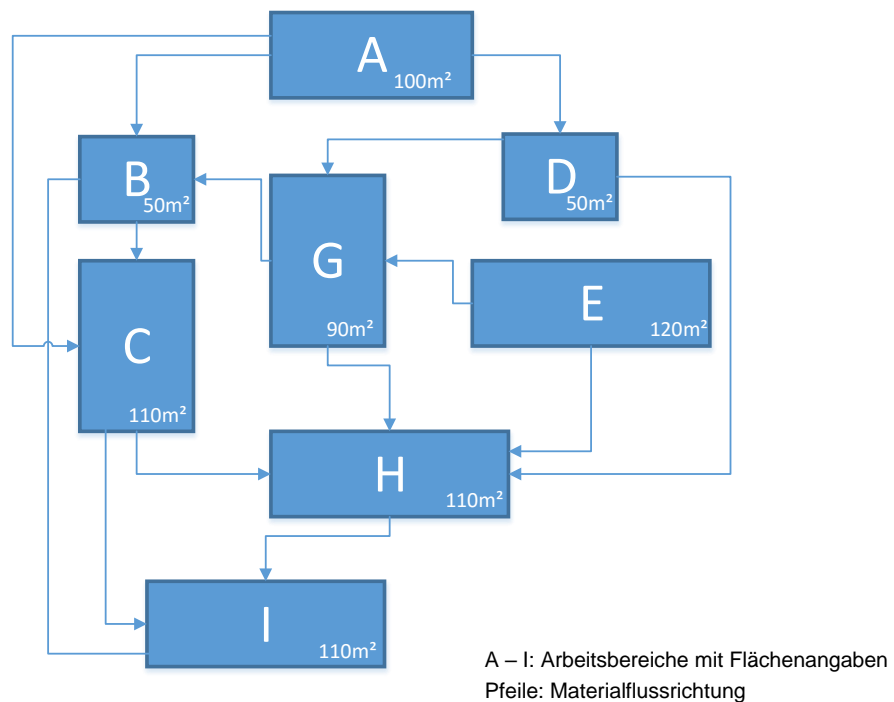 A
100m²
B
50m²
D
50m²
G
90m²
E
120m²
C
110m²
H
110m²
I
110m²
A – I: Arbeitsbereiche mit Flächenangaben
Pfeile: Materialflussrichtung